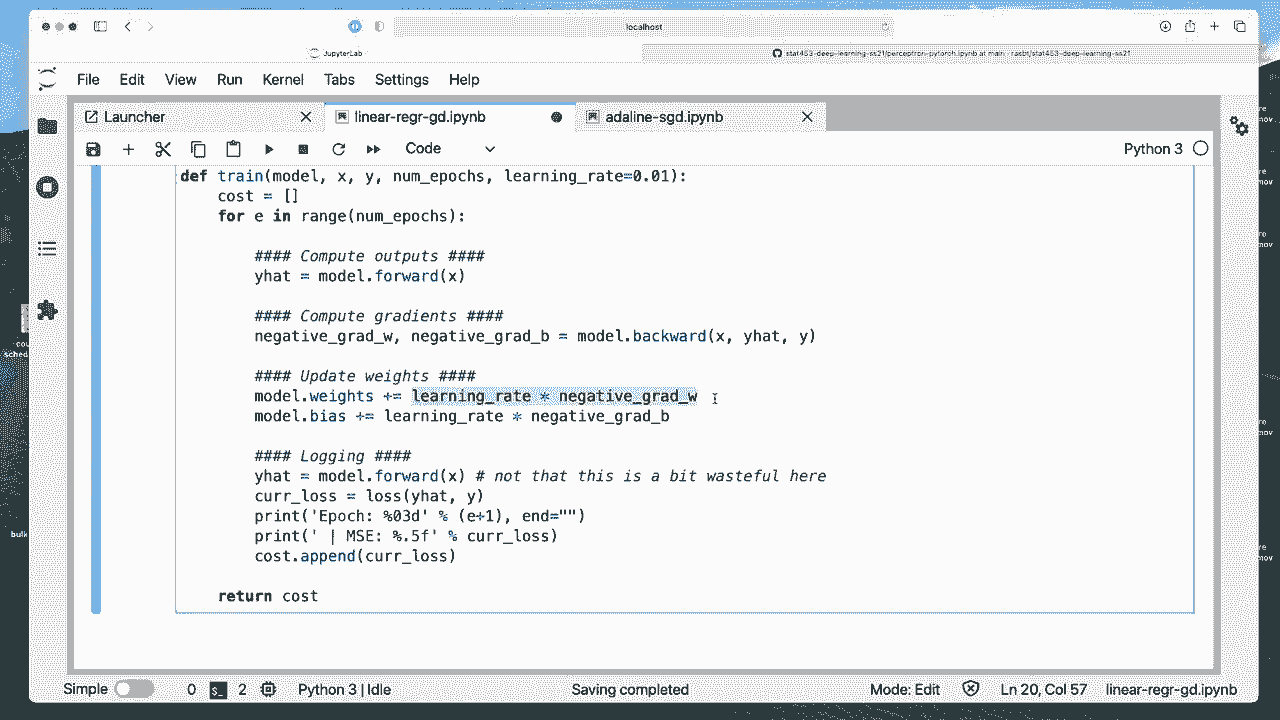 localhost
JupyterLab
stat453-deep-learning-ss21/perceptron-pytorch.ipynb at main · rasbt/stat453-deep-learning-ss21
File Edit View Run Kernel Tabs Settings Help
Launcher
linear-regr-gd.ipynb
adaline-sgd.ipynb
Code
Python 3
def train(model, x, y, num_epochs, learning_rate=0.01):
cost = []
for e in range(num_epochs):
#### Compute outputs ####
yhat = model.forward(x)
#### Compute gradients ####
negative_grad_w, negative_grad_b = model.backward(x, yhat, y)
#### Update weights ####
model.weights += learning_rate * negative_grad_w
model.bias += learning_rate * negative_grad_b
#### Logging ####
yhat = model.forward(x) # not that this is a bit wasteful here
curr_loss = loss(yhat, y)
print('Epoch: %03d' % (e+1), end="")
print(' | MSE: %.5f' % curr_loss)
cost.append(curr_loss)
return cost
Simple 0 2 Python 3 | Idle Saving completed Mode: Edit Ln 20, Col 57 linear-regr-gd.ipynb